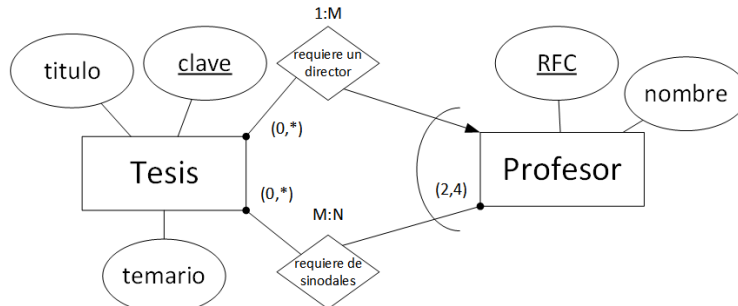 1:M
requiere un
director
titulo
clave
RFC
nombre
(0,*)
Tesis
Profesor
(0,*)
(2,4)
M:N
requiere de
sinodales
temario